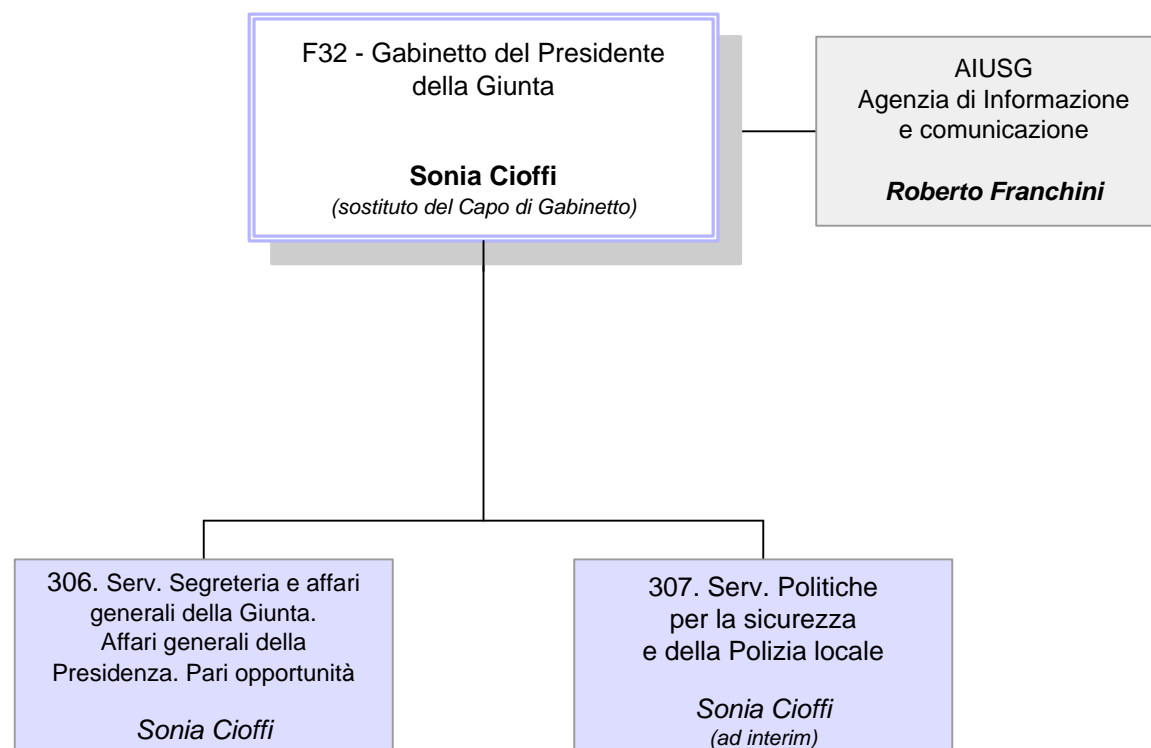 F32 - Gabinetto del Presidente
della Giunta
Sonia Cioffi
(sostituto del Capo di Gabinetto)
AIUSG
Agenzia di Informazione
e comunicazione
Roberto Franchini
306. Serv. Segreteria e affari
generali della Giunta.
Affari generali della
Presidenza. Pari opportunità
Sonia Cioffi
307. Serv. Politiche
per la sicurezza
e della Polizia locale
Sonia Cioffi
(ad interim)